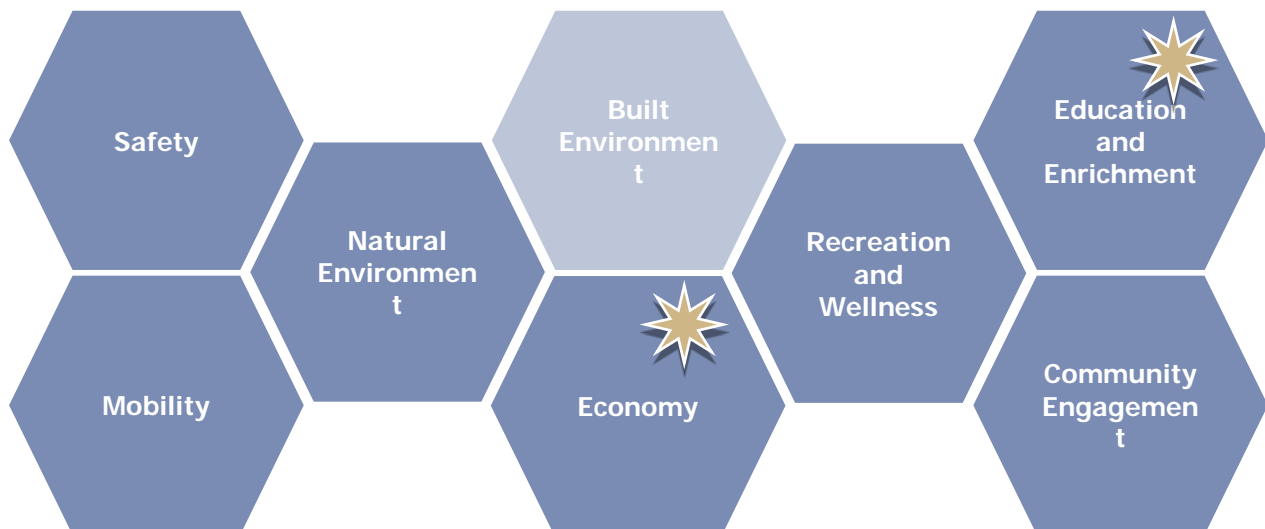 Safety
Mobility
Natural
Environmen
t
Built
Environmen
t
Economy
Recreation
and
Wellness
Education
and
Enrichment
Community
Engagemen
t